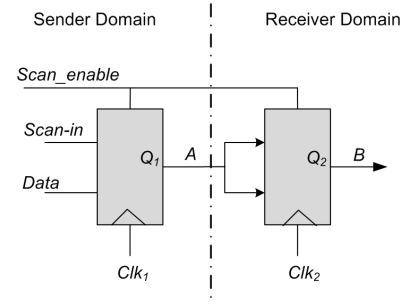 Sender Domain
Receiver Domain
Scan_enable
Scan-in
Q1
A
Q2
B
Data
Clk1
Clk2